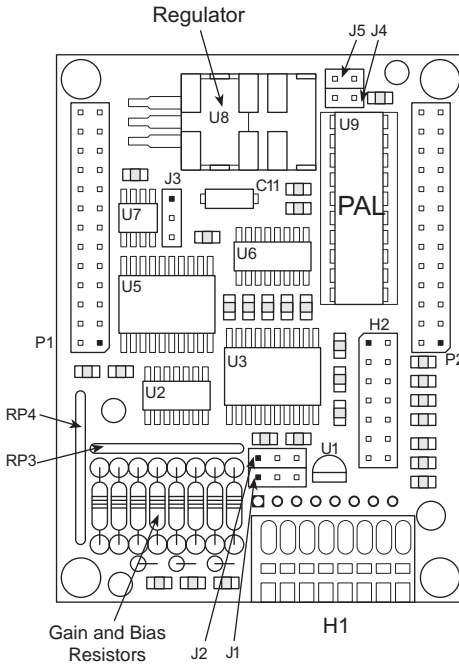 Regulator
J5 J4
U8
U9
J3
C11
PAL
U7
U6
U5
H2
P1
P2
U3
U2
RP4
U1
RP3
Gain and Bias
Resistors
J2
J1
H1